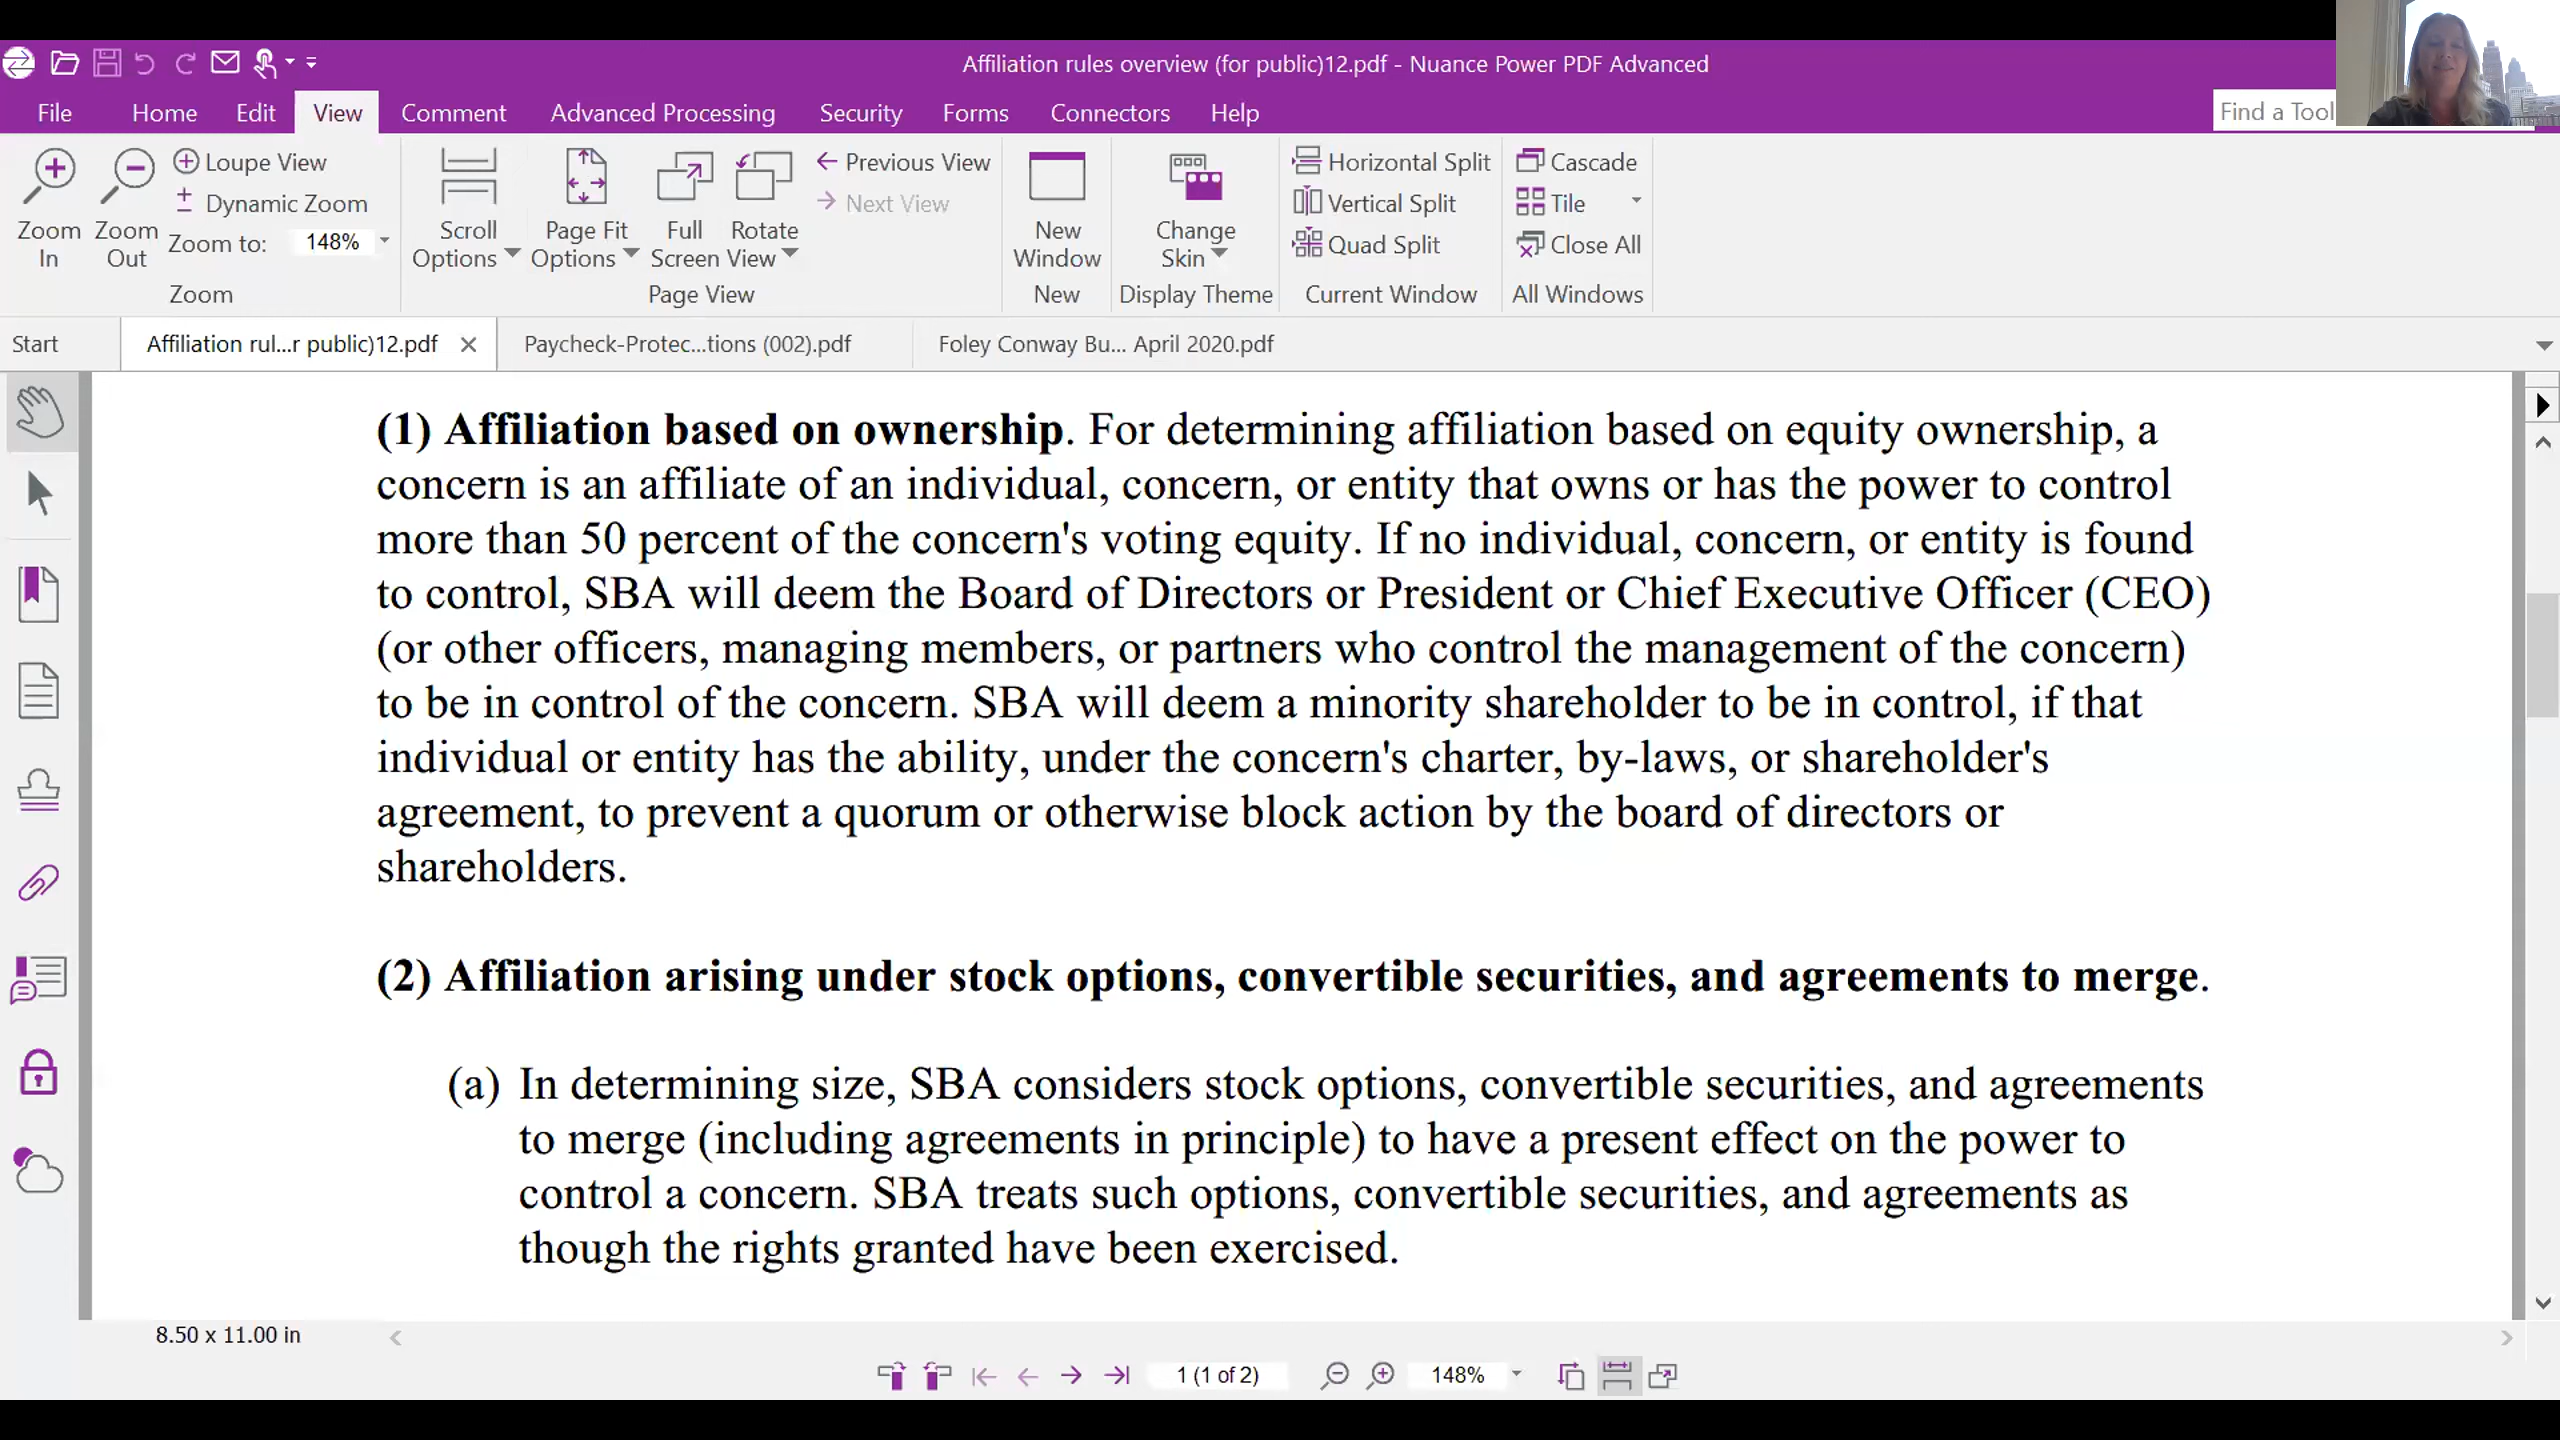 Affiliation rules overview (for public)12.pdf - Nuance Power PDF Advanced
File Home Edit View Comment Advanced Processing Security Forms Connectors Help Find a Tool
Zoom In
Zoom Out
Loupe View
Dynamic Zoom
Zoom to: 148%
Zoom
Scroll Options
Page Fit Options
Full Screen
Rotate View
Previous View
Next View
Page View
New Window
New
Change Skin
Display Theme
Horizontal Split
Vertical Split
Quad Split
Current Window
Cascade
Tile
Close All
All Windows
Start Affiliation rul...r public)12.pdf Paycheck-Protec...tions (002).pdf Foley Conway Bu... April 2020.pdf
(1) Affiliation based on ownership. For determining affiliation based on equity ownership, a
concern is an affiliate of an individual, concern, or entity that owns or has the power to control
more than 50 percent of the concern's voting equity. If no individual, concern, or entity is found
to control, SBA will deem the Board of Directors or President or Chief Executive Officer (CEO)
(or other officers, managing members, or partners who control the management of the concern)
to be in control of the concern. SBA will deem a minority shareholder to be in control, if that
individual or entity has the ability, under the concern's charter, by-laws, or shareholder's
agreement, to prevent a quorum or otherwise block action by the board of directors or
shareholders.
(2) Affiliation arising under stock options, convertible securities, and agreements to merge.
(a) In determining size, SBA considers stock options, convertible securities, and agreements
to merge (including agreements in principle) to have a present effect on the power to
control a concern. SBA treats such options, convertible securities, and agreements as
though the rights granted have been exercised.
8.50 x 11.00 in
1 (1 of 2) 148%